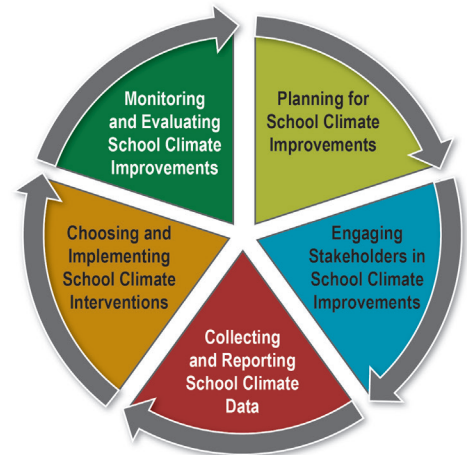 Monitoring
and Evaluating
School Climate
Improvements
Planning for
School Climate
Improvements
Engaging
Stakeholders in
School Climate
Improvements
Collecting
and Reporting
School Climate
Data
Choosing and
Implementing
School Climate
Interventions